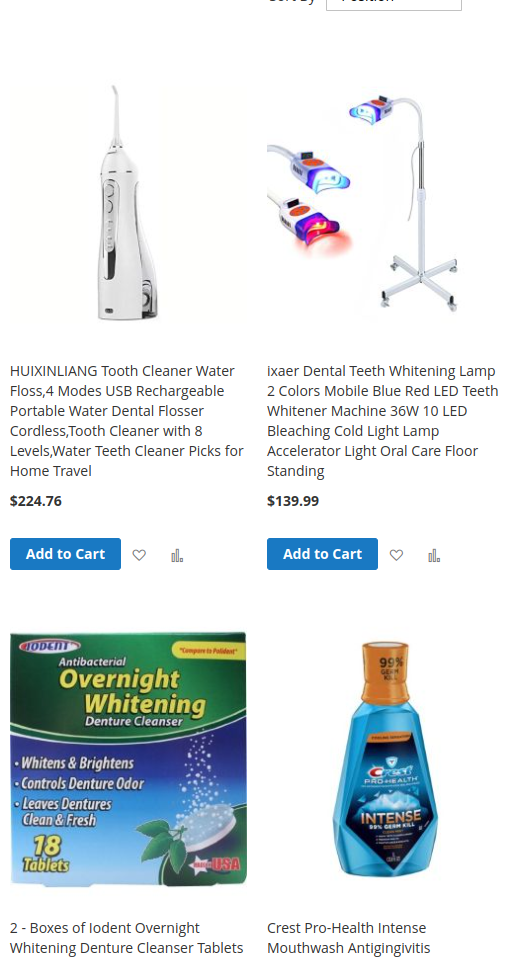 HUIXINLIANG Tooth Cleaner Water
Floss,4 Modes USB Rechargeable
Portable Water Dental Flosser
Cordless,Tooth Cleaner with 8
Levels,Water Teeth Cleaner Picks for
Home Travel
$224.76
Add to Cart
ixaer Dental Teeth Whitening Lamp
2 Colors Mobile Blue Red LED Teeth
Whitener Machine 36W 10 LED
Bleaching Cold Light Lamp
Accelerator Light Oral Care Floor
Standing
$139.99
Add to Cart
IODENT
"Compare to Polident"
Antibacterial
Overnight
Whitening
Denture Cleanser
• Whitens & Brightens
• Controls Denture Odor
• Leaves Dentures
Clean & Fresh
18
Tablets
MADE IN USA
2 - Boxes of Iodent Overnight
Whitening Denture Cleanser Tablets
99%
GERM
KILL
Crest
PRO-HEALTH
INTENSE
99% GERM KILL
Crest Pro-Health Intense
Mouthwash Antigingivitis